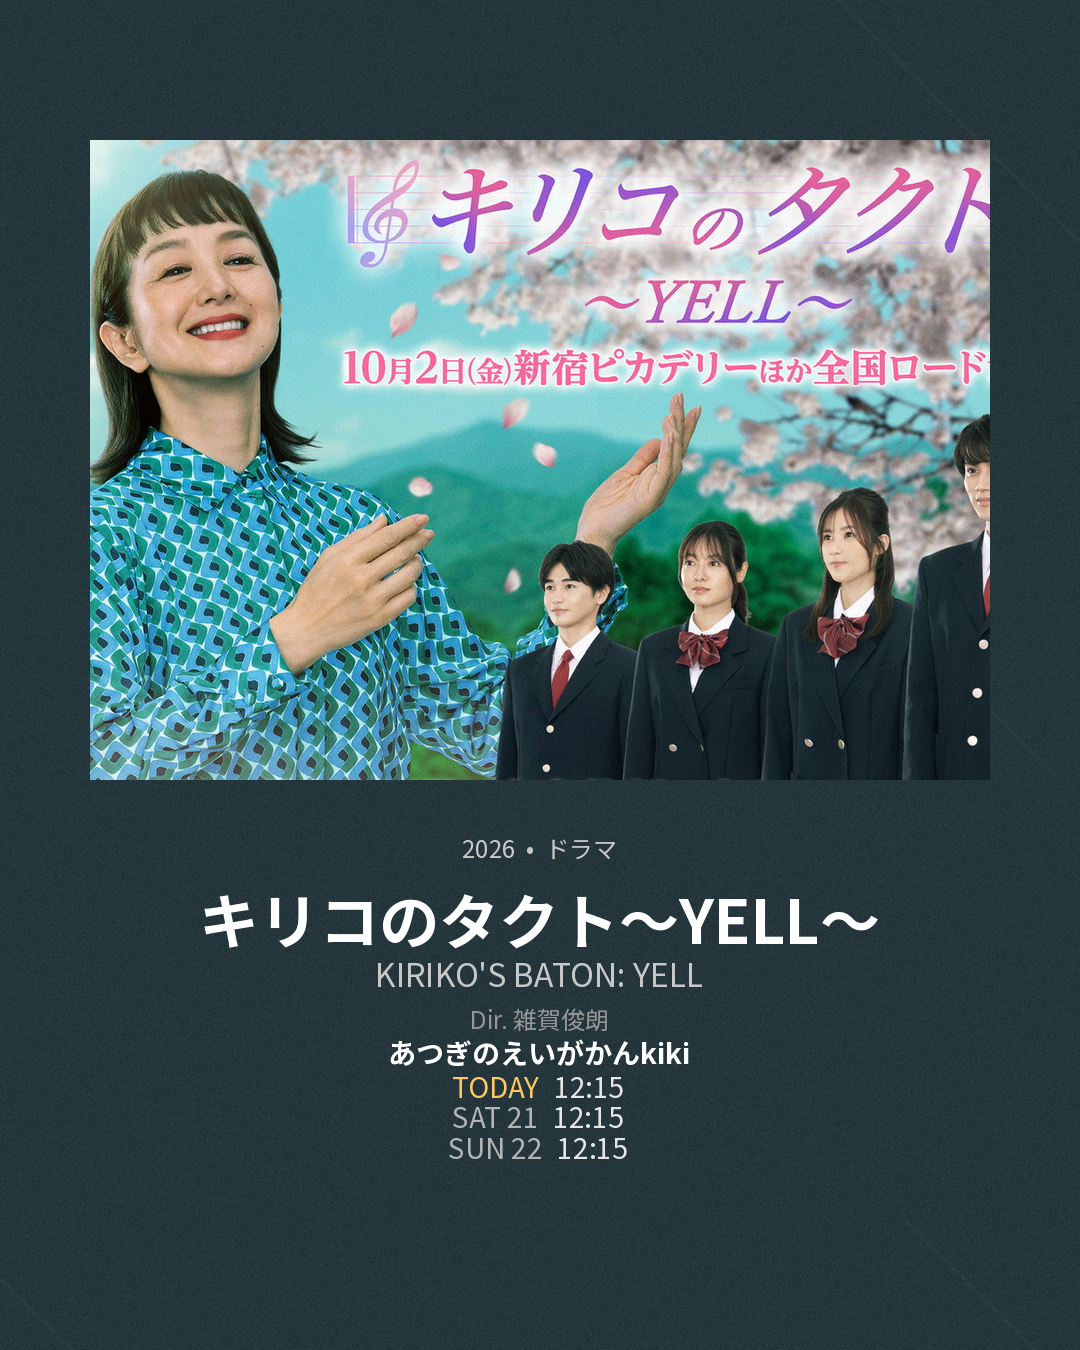 キリコのタクト
〜YELL〜
10月2日(金)新宿ピカデリーほか全国ロード
2026 • ドラマ
キリコのタクト〜YELL〜
KIRIKO'S BATON: YELL
Dir. 雑賀俊朗
あつぎのえいがかんkiki
TODAY 12:15
SAT 21 12:15
SUN 22 12:15